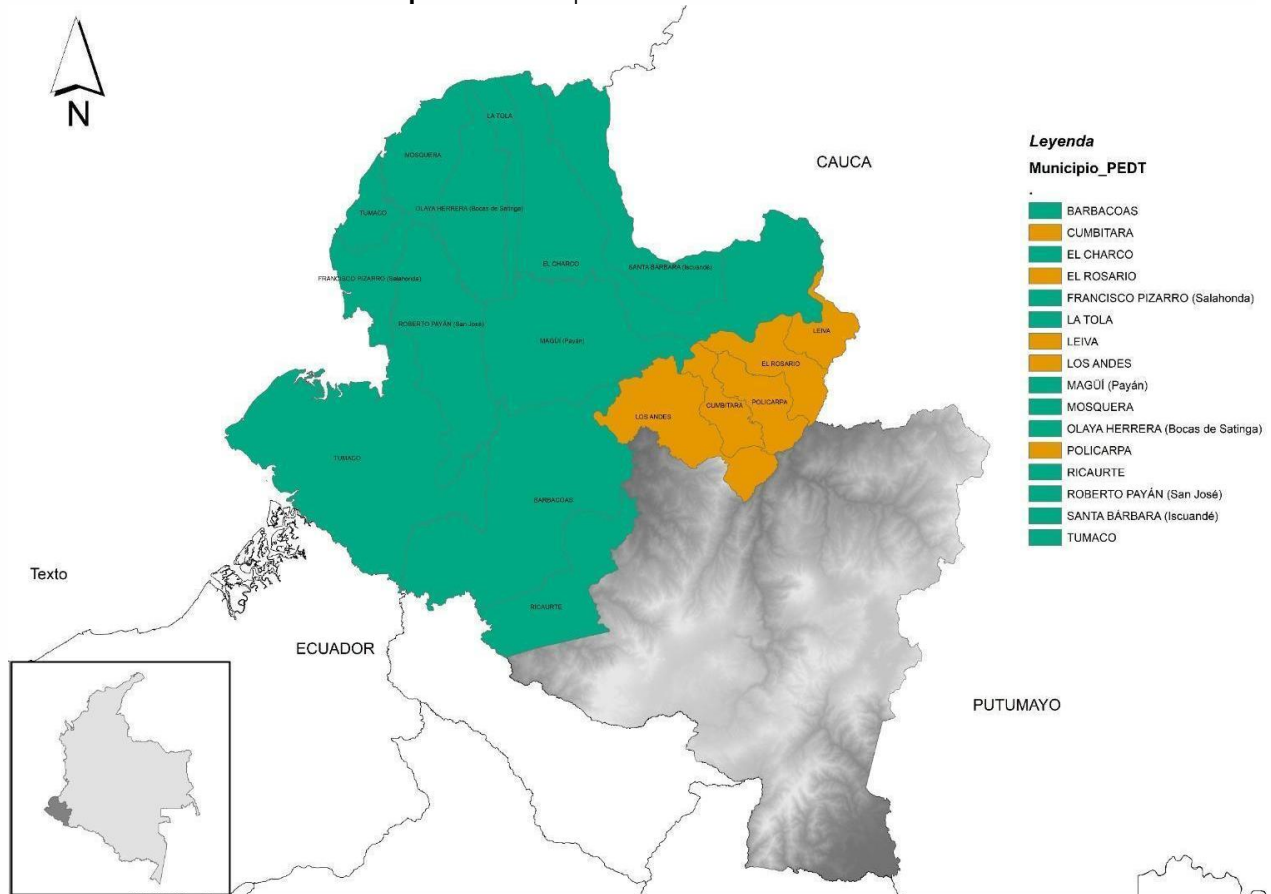 N
LA TOLA
MOSQUERA
CAUCA
TUMACO
OLAYA HERRERA (Bocas de Satinga)
EL CHARCO
SANTA BÁRBARA (Iscuandé)
FRANCISCO PIZARRO (Salahonda)
ROBERTO PAYÁN (San José)
MAGÜÍ (Payán)
LEIVA
EL ROSARIO
POLICARPA
CUMBITARA
LOS ANDES
TUMACO
BARBACOAS
RICAURTE
Texto
ECUADOR
PUTUMAYO
Leyenda
Municipio_PEDT
.
BARBACOAS
CUMBITARA
EL CHARCO
EL ROSARIO
FRANCISCO PIZARRO (Salahonda)
LA TOLA
LEIVA
LOS ANDES
MAGÜÍ (Payán)
MOSQUERA
OLAYA HERRERA (Bocas de Satinga)
POLICARPA
RICAURTE
ROBERTO PAYÁN (San José)
SANTA BÁRBARA (Iscuandé)
TUMACO